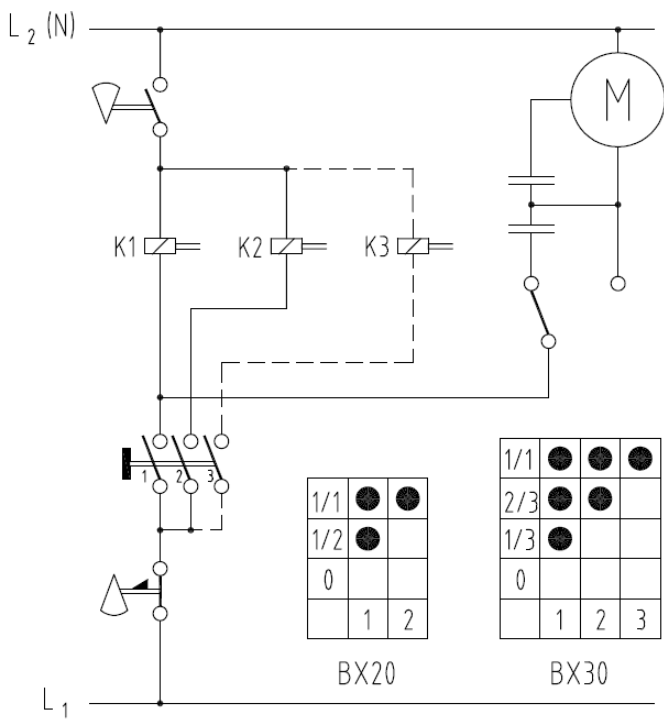 L₂ (N)
M
K1 K2 K3
1 2 3
1/1
1/2
0
1 2
BX20
1/1
2/3
1/3
0
1 2 3
BX30
L₁